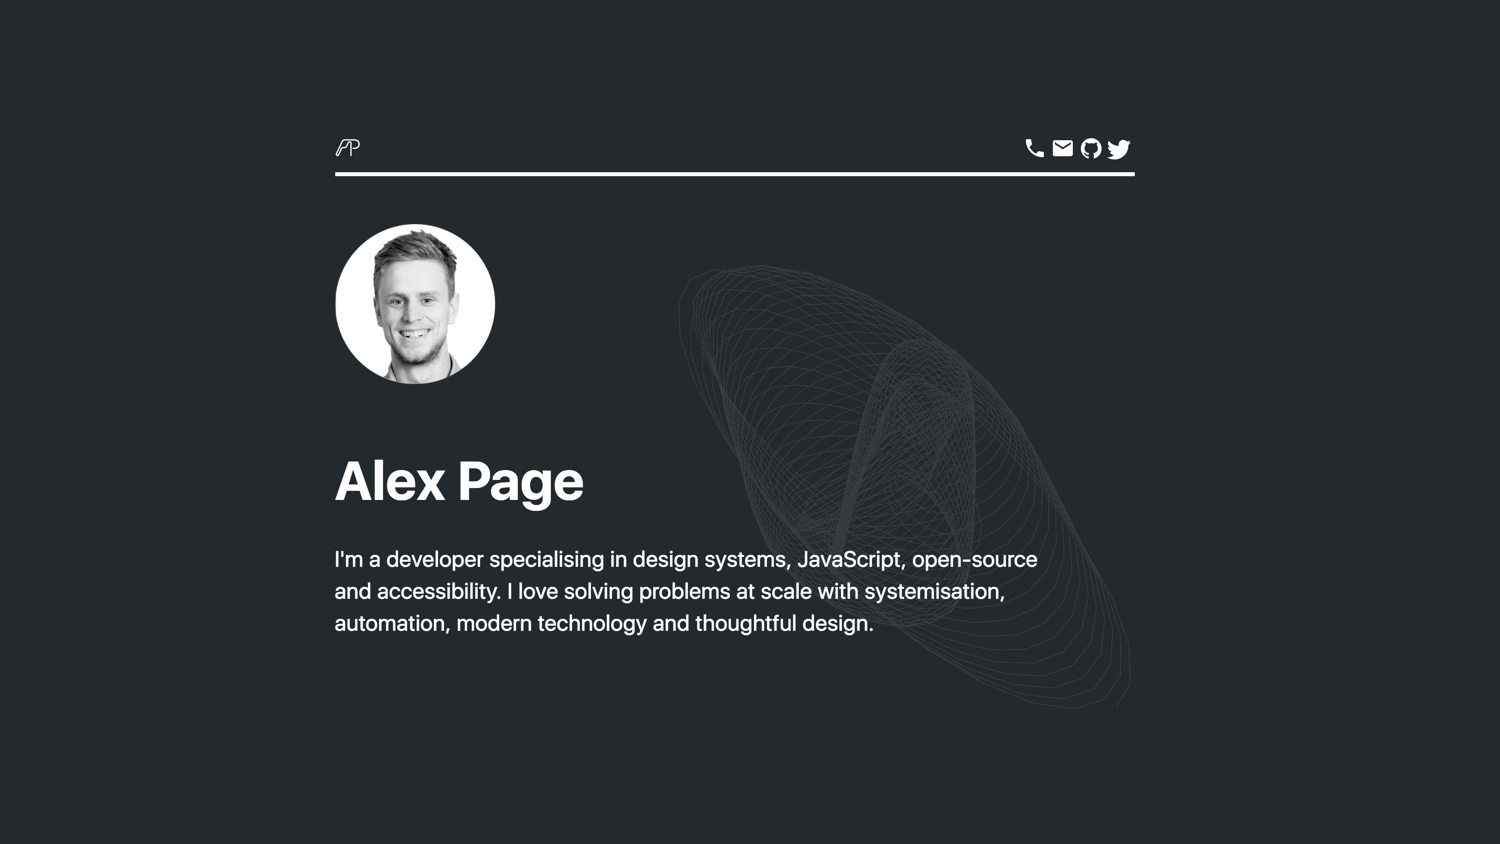 AP
Alex Page
I'm a developer specialising in design systems, JavaScript, open-source
and accessibility. I love solving problems at scale with systemisation,
automation, modern technology and thoughtful design.